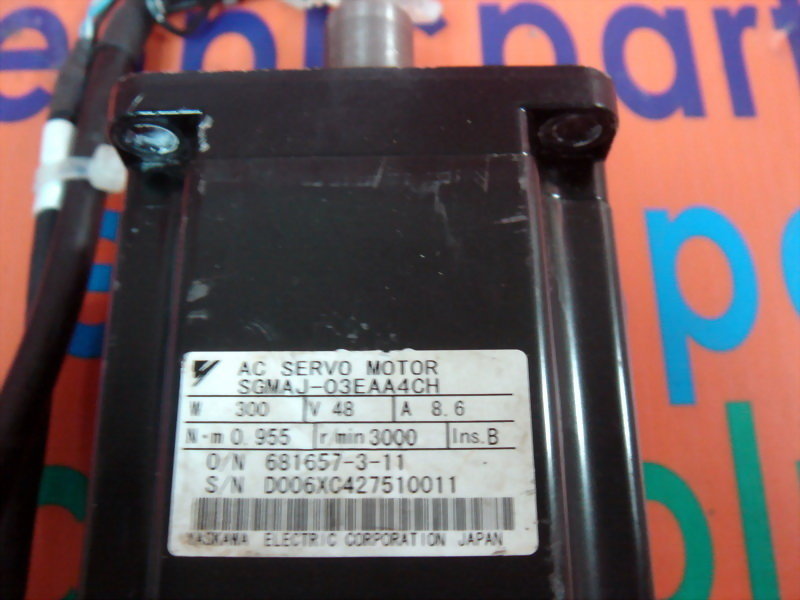 eplcpart
AC SERVO MOTOR
SGMAJ-03EAA4CH
W 300 V 48 A 8.6
N-m 0.955 r/min 3000 Ins.B
O/N 681657-3-11
S/N D006XC427510011
YASKAWA ELECTRIC CORPORATION JAPAN